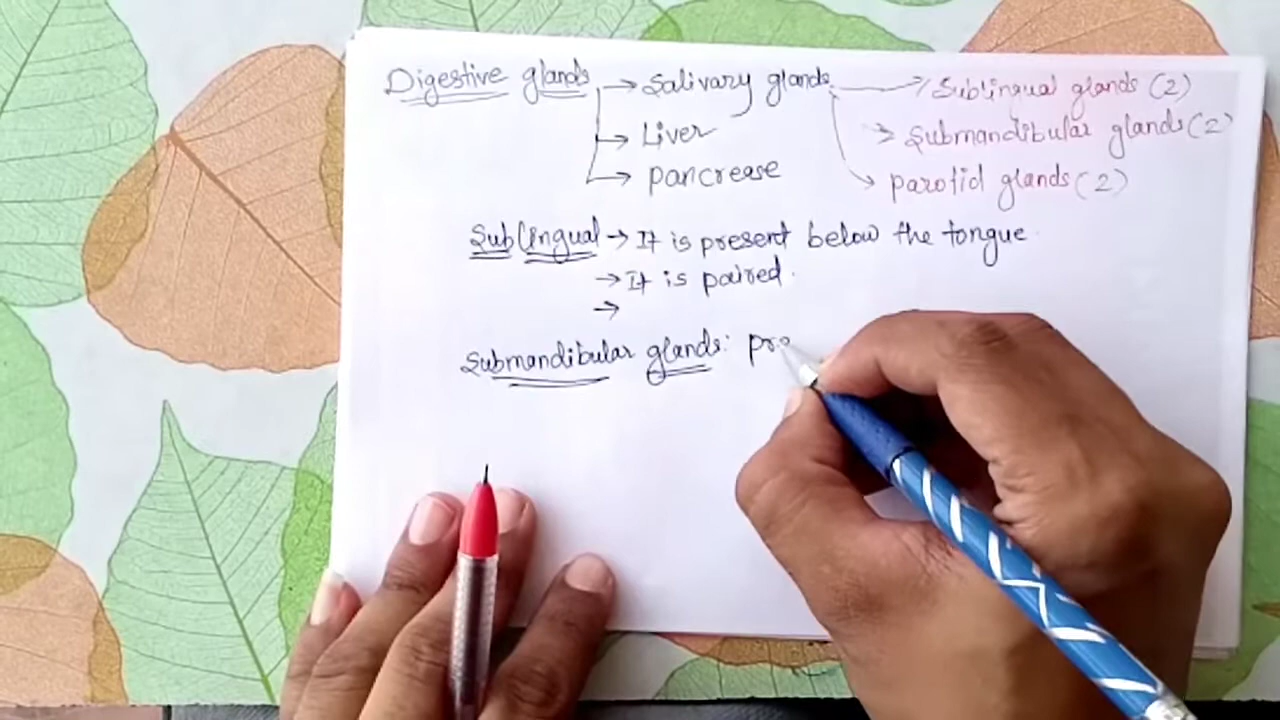 Digestive glands → Salivary glands → Sublingual glands (2)
→ Liver → Submandibular glands (2)
→ Pancrease → parotid glands (2)
Sublingual → It is present below the tongue
→ It is paired.
→
Submandibular glands: pre